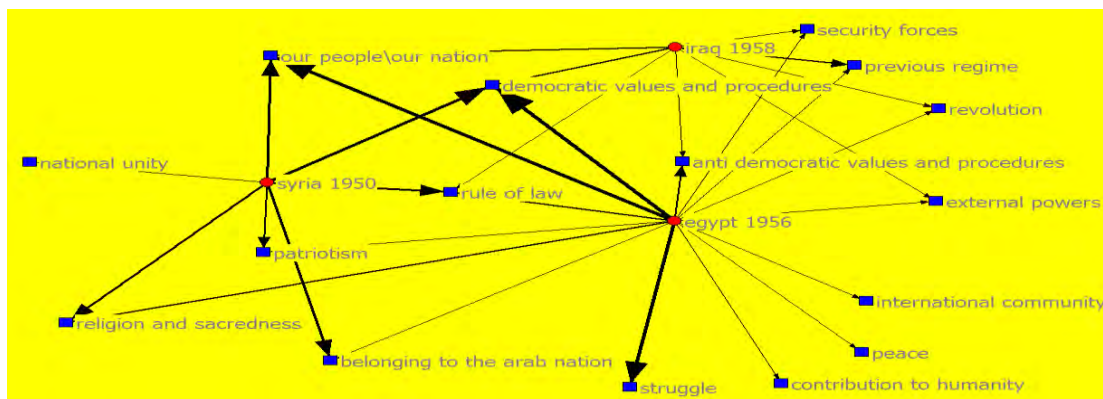 security forces
our people\our nation
iraq 1958
previous regime
democratic values and procedures
revolution
national unity
anti democratic values and procedures
syria 1950
rule of law
external powers
egypt 1956
patriotism
international community
religion and sacredness
peace
belonging to the arab nation
contribution to humanity
struggle